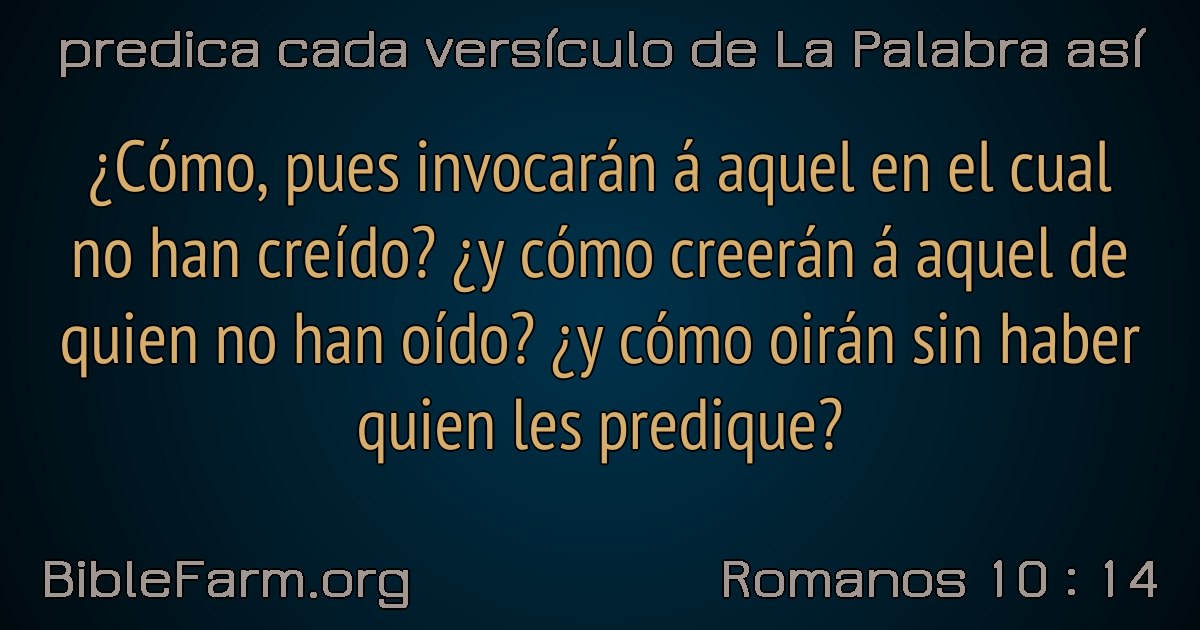 predica cada versículo de La Palabra así
¿Cómo, pues invocarán á aquel en el cual
no han creído? ¿y cómo creerán á aquel de
quien no han oído? ¿y cómo oirán sin haber
quien les predique?
BibleFarm.org
Romanos 10 : 14